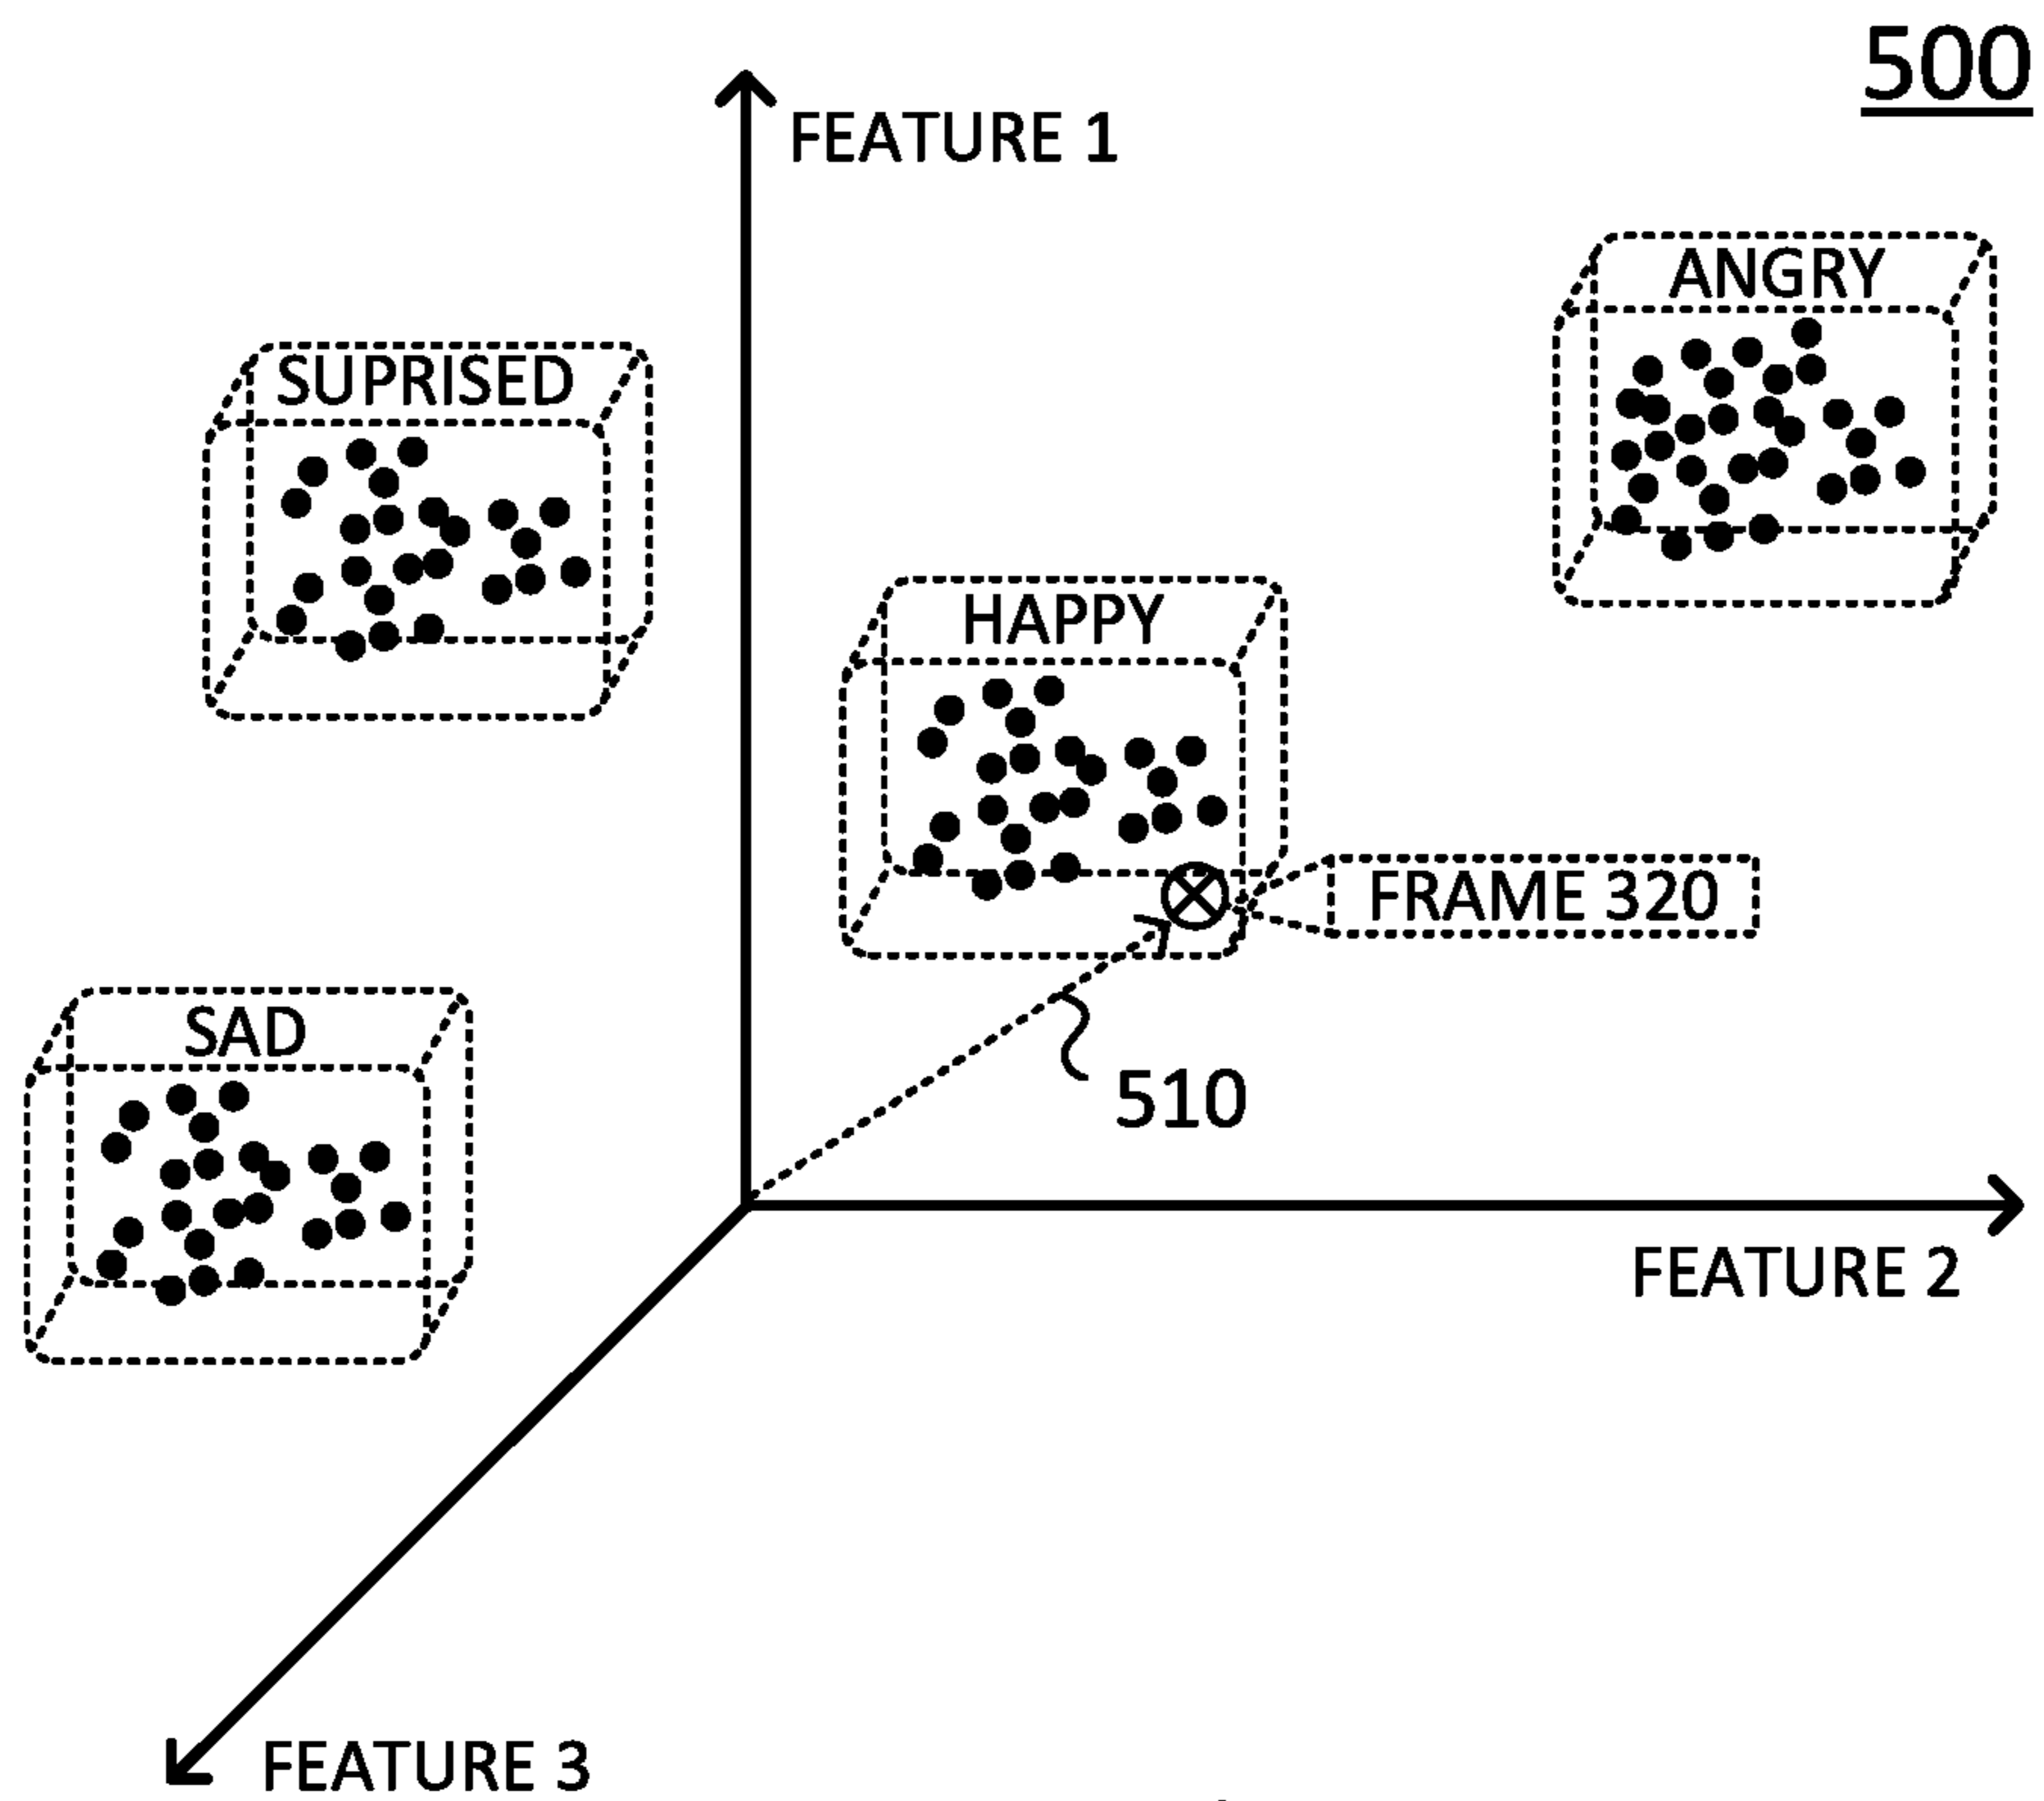 500
FEATURE 1
ANGRY
SUPRISED
HAPPY
FRAME 320
SAD
510
FEATURE 2
FEATURE 3